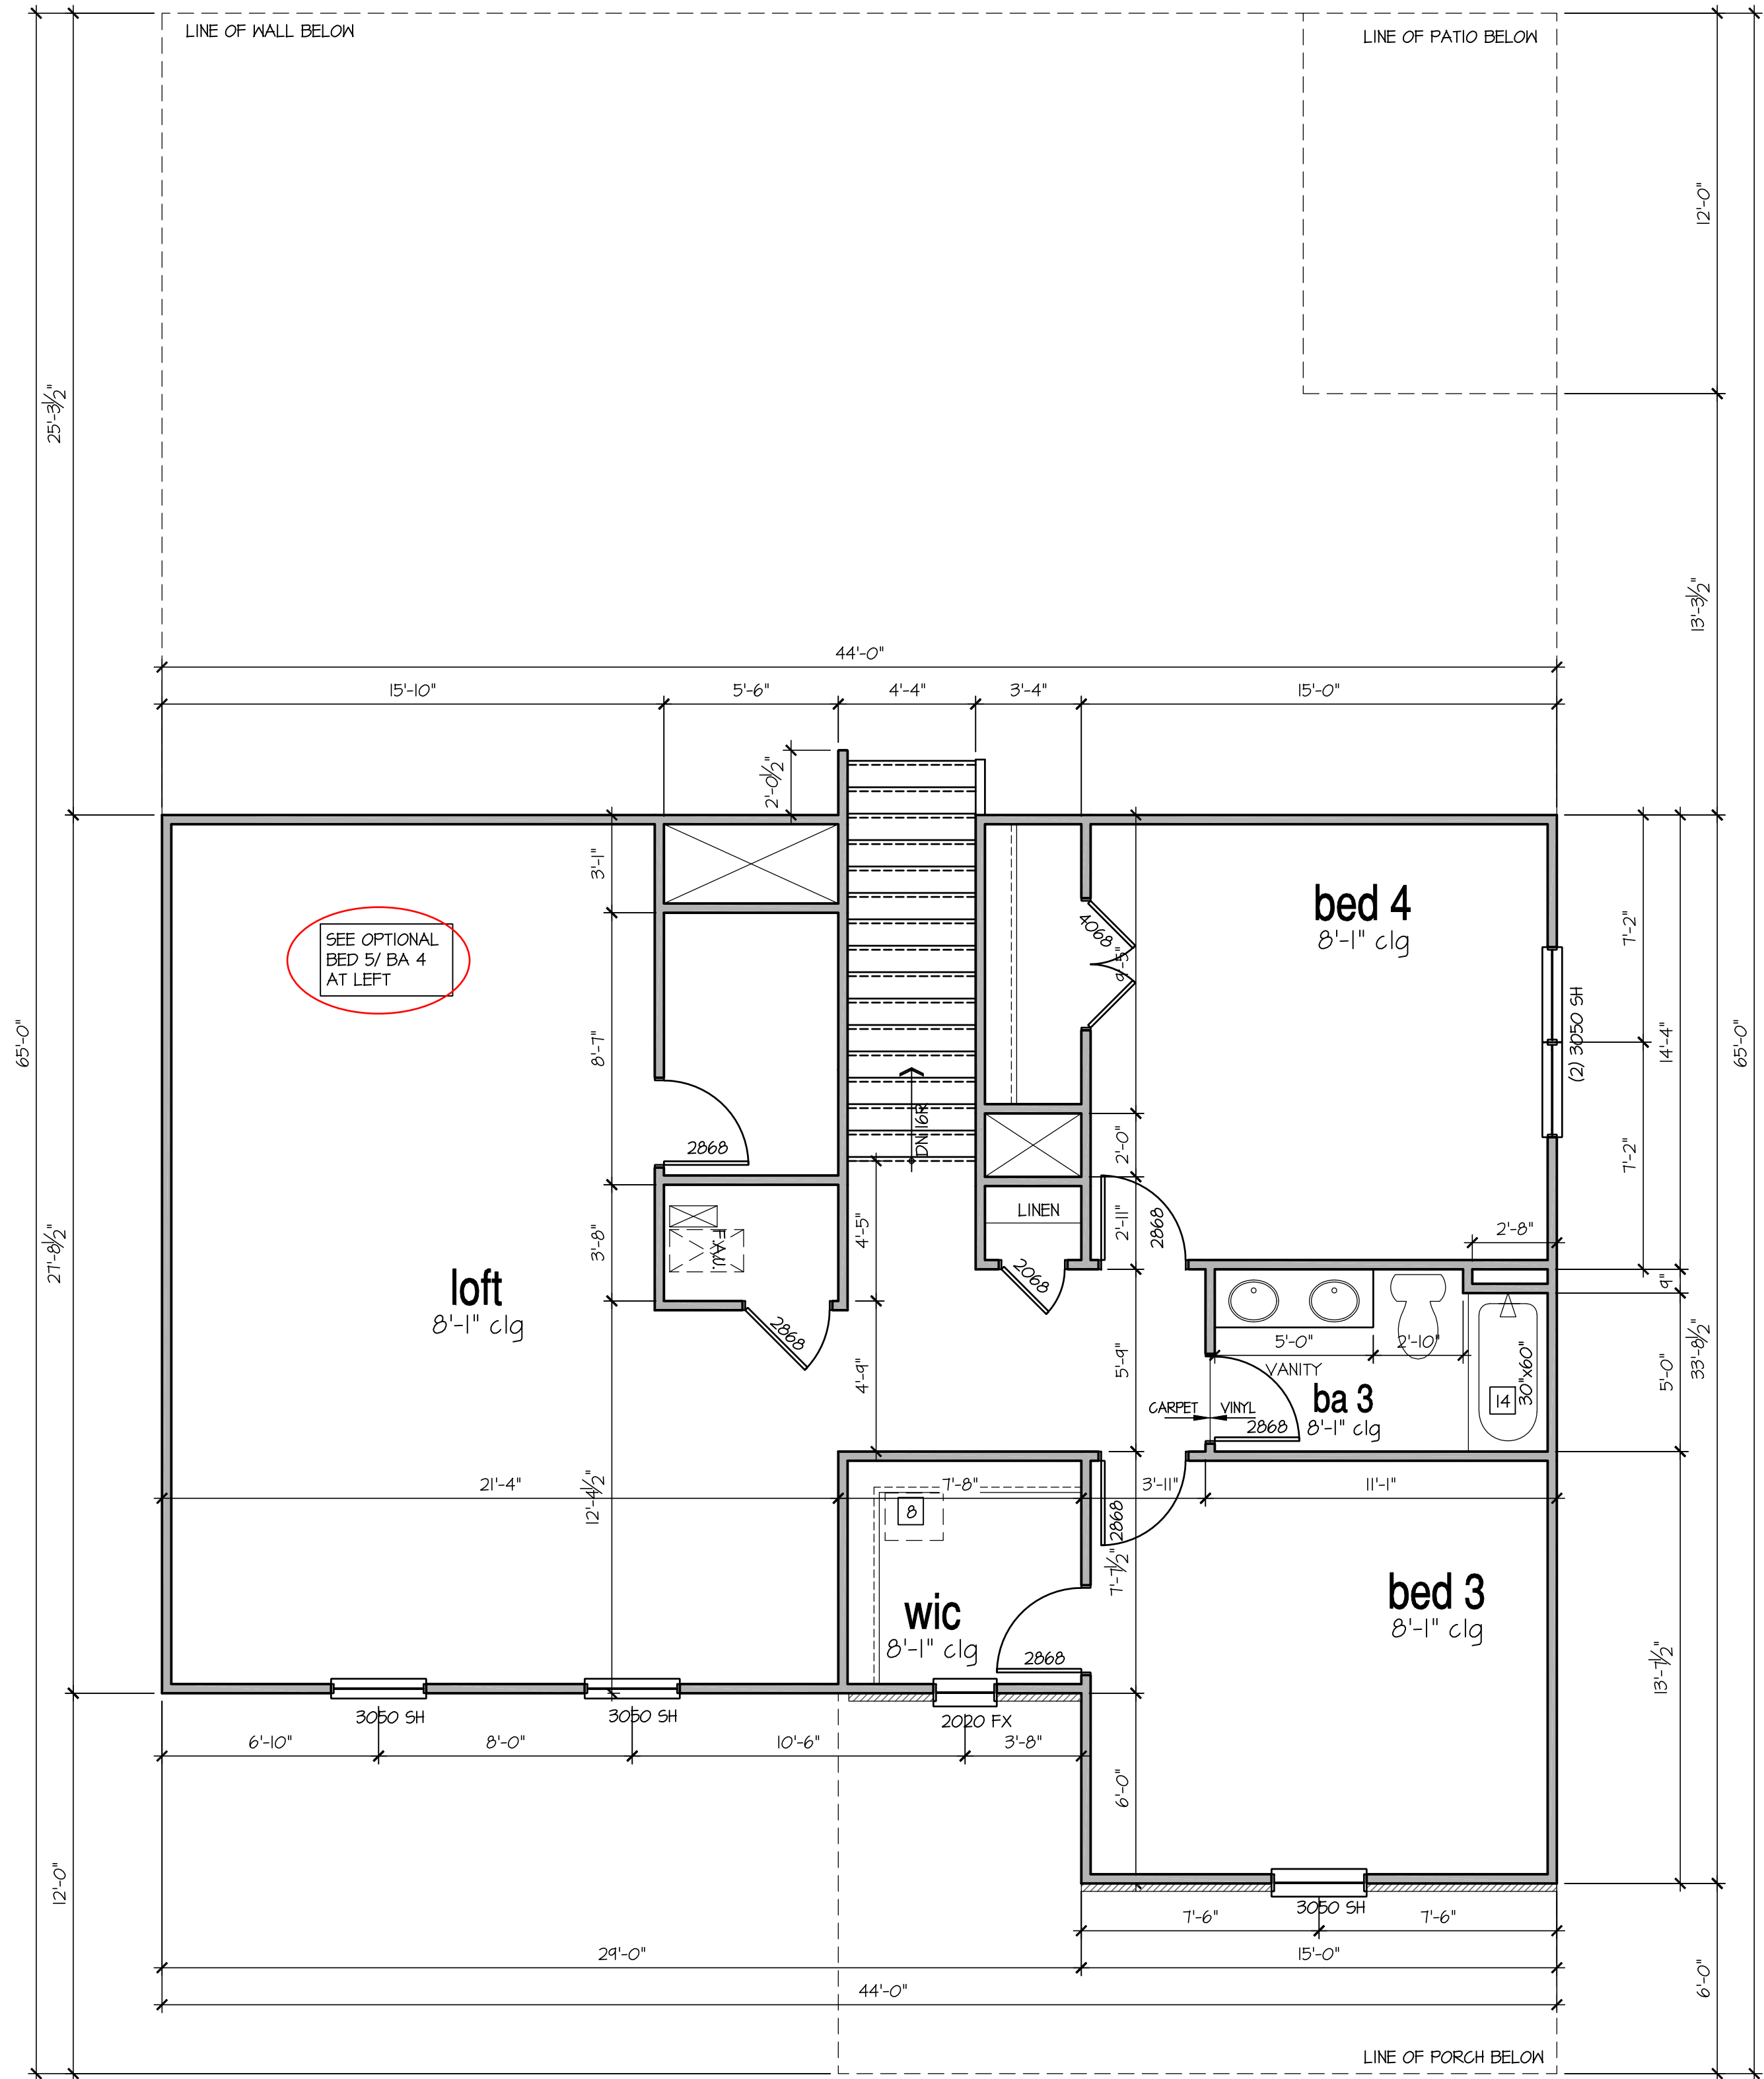 LINE OF WALL BELOW
LINE OF PATIO BELOW
12'-0"
25'-3½"
13'-3½"
44'-0"
15'-10"
5'-6"
4'-4"
3'-4"
15'-0"
2'-0½"
3'-1"
bed 4
8'-1" clg
4068
9'-5"
7'-2"
SEE OPTIONAL
BED 5/ BA 4
AT LEFT
65'-0"
8'-7"
(2) 3050 SH
14'-4"
65'-0"
DN 16R
2868
2'-0"
7'-2"
LINEN
2'-11"
2868
2'-8"
27'-8½"
3'-8"
F.A.U.
4'-5"
2068
9"
loft
8'-1" clg
2868
5'-0"
2'-10"
VANITY
33'-8½"
4'-9"
5'-9"
ba 3
8'-1" clg
14
30"x60"
5'-0"
CARPET
VINYL
2868
21'-4"
12'-4½"
7'-8"
3'-11"
11'-1"
8
2868
7'-7½"
wic
8'-1" clg
bed 3
8'-1" clg
2868
13'-7½"
3050 SH
3050 SH
2020 FX
6'-10"
8'-0"
10'-6"
3'-8"
6'-0"
12'-0"
3050 SH
7'-6"
7'-6"
29'-0"
15'-0"
44'-0"
6'-0"
LINE OF PORCH BELOW